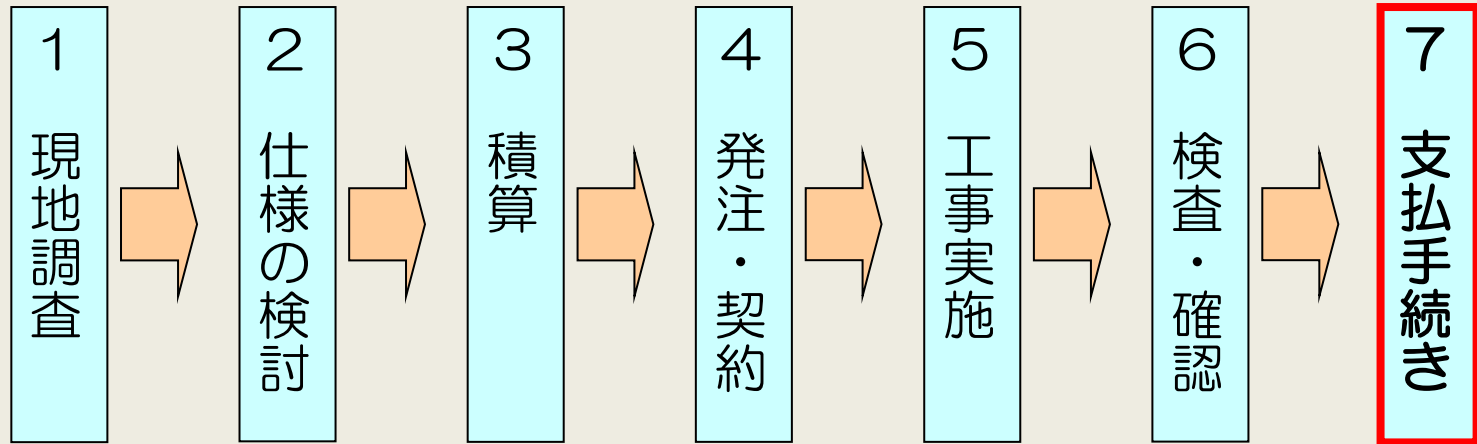 1 現地調査
2 仕様の検討
3 積算
4 発注・契約
5 工事実施
6 検査・確認
7 支払手続き